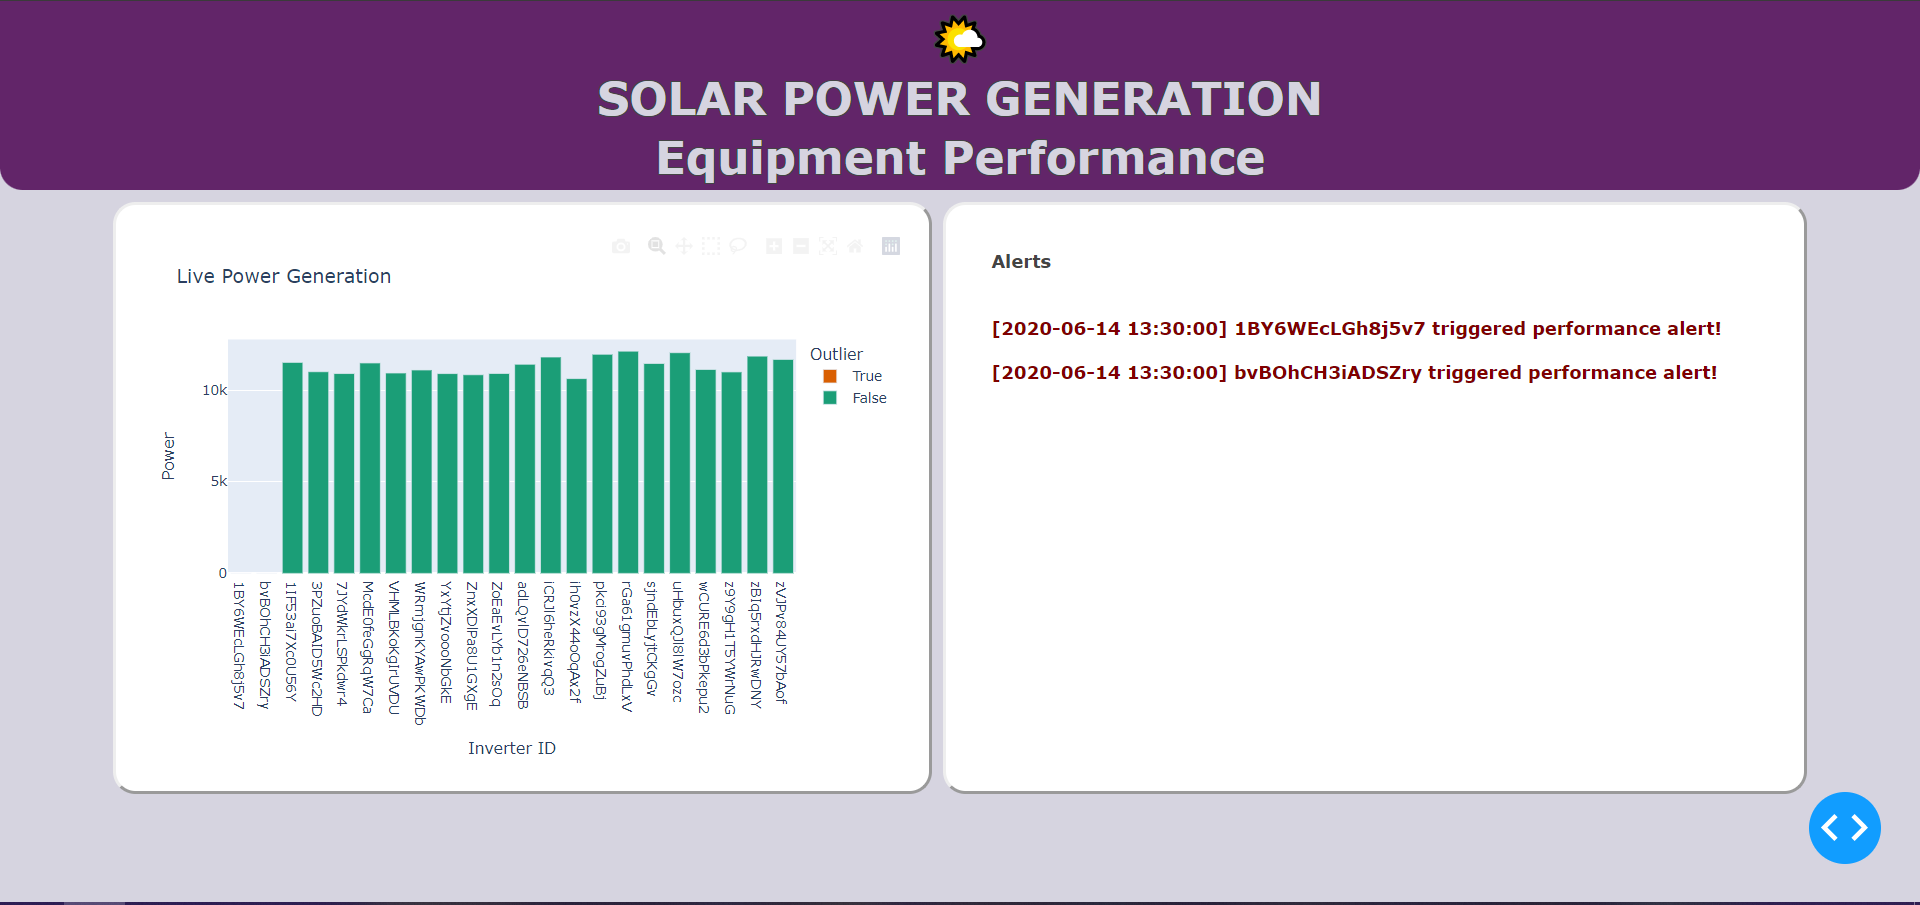 SOLAR POWER GENERATION
Equipment Performance
Live Power Generation
Outlier
True
False
10k
5k
0
Power
1BY6WEcLGh8j5v7
bvBOhCH3iADSZry
1IF53ai7Xc0U56Y
3PZuoBAID5Wc2HD
7JYdWkrLSPkdwr4
McdE0feGgRqW7Ca
VHMLBKoKgIrUVDU
WRmjgnKYAwPKWDb
YxYtjZvoooNbGkE
ZnxXDlPa8U1GXgE
ZoEaEvLYb1n2sOq
adLQvlD726eNBSB
iCRJl6heRkivqQ3
ih0vzX44oOqAx2f
pkci93gMrogZuBj
rGa61gmuvPhdLxV
sjndEbLyjtCKgGv
uHbuxQJl8lW7ozc
wCURE6d3bPkepu2
z9Y9gH1T5YWrNuG
zBIq5rxdHJRwDNY
zVJPv84UY57bAof
Inverter ID
Alerts
[2020-06-14 13:30:00] 1BY6WEcLGh8j5v7 triggered performance alert!
[2020-06-14 13:30:00] bvBOhCH3iADSZry triggered performance alert!